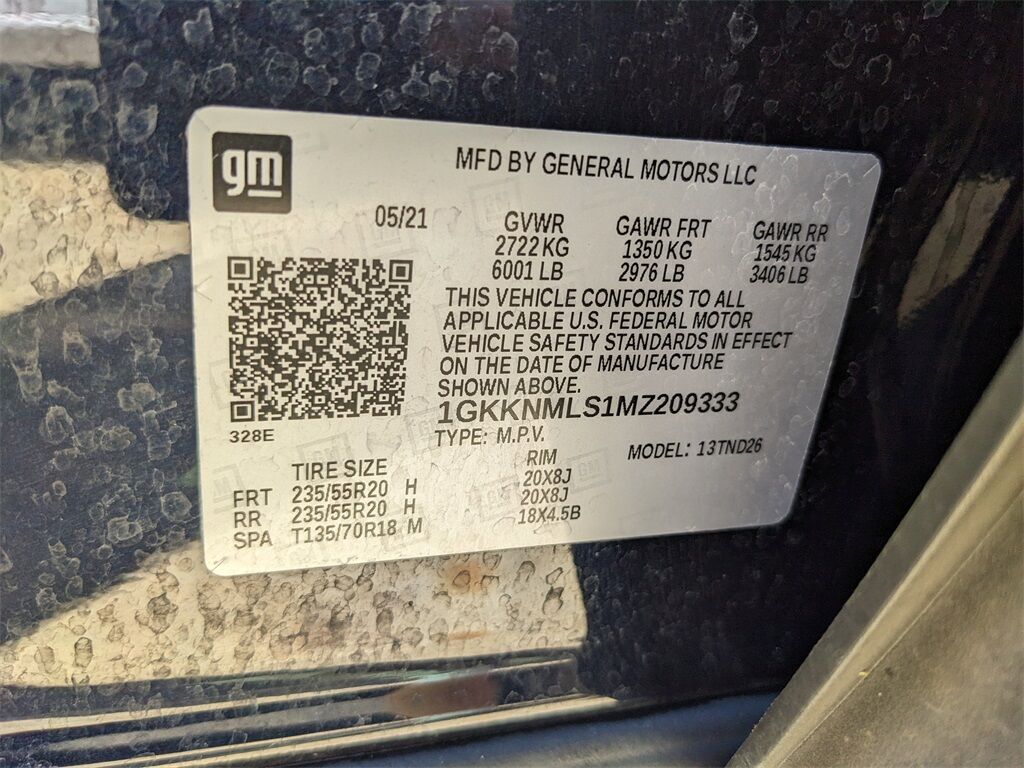 gm
MFD BY GENERAL MOTORS LLC
05/21
GVWR GAWR FRT GAWR RR
2722 KG 1350 KG 1545 KG
6001 LB 2976 LB 3406 LB
THIS VEHICLE CONFORMS TO ALL
APPLICABLE U.S. FEDERAL MOTOR
VEHICLE SAFETY STANDARDS IN EFFECT
ON THE DATE OF MANUFACTURE
SHOWN ABOVE.
1GKKNMLS1MZ209333
328E
TYPE: M.P.V. MODEL: 13TND26
TIRE SIZE RIM
FRT 235/55R20 H 20X8J
RR 235/55R20 H 20X8J
SPA T135/70R18 M 18X4.5B